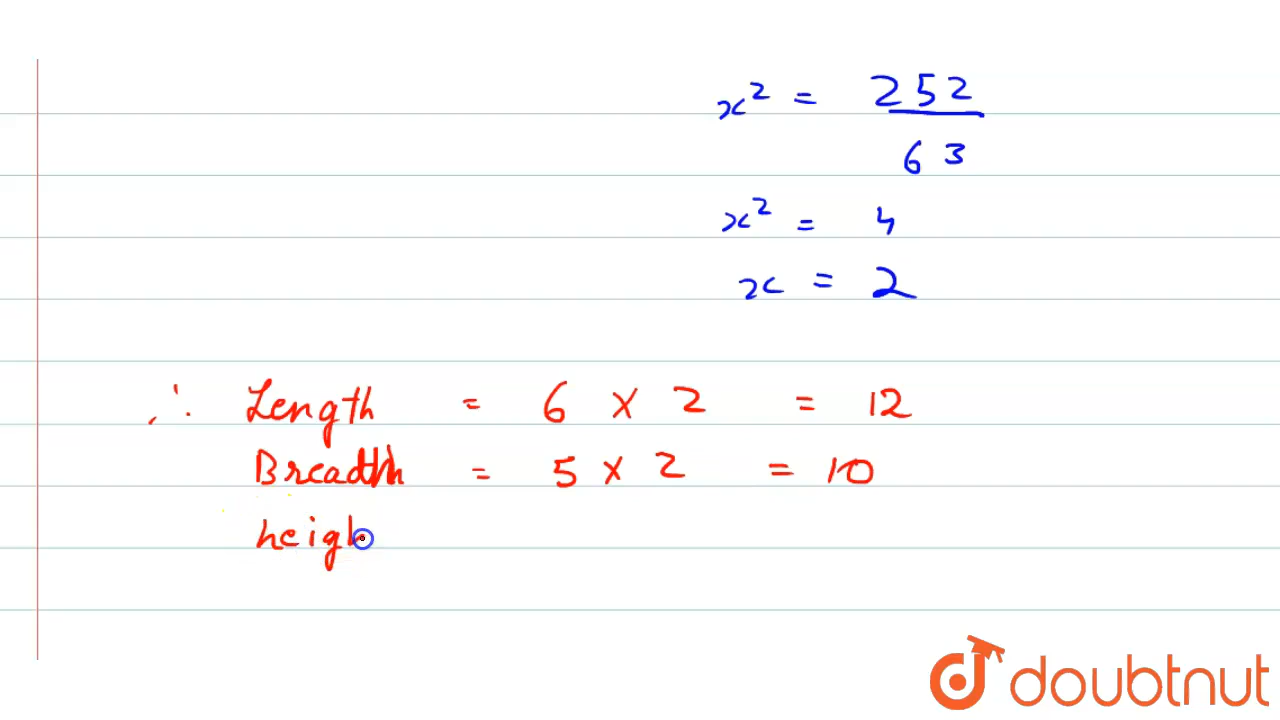 x² = 252
63
x² = 4
x = 2
∴ Length = 6 × 2 = 12
Breadth = 5 × 2 = 10
heigh
doubtnut